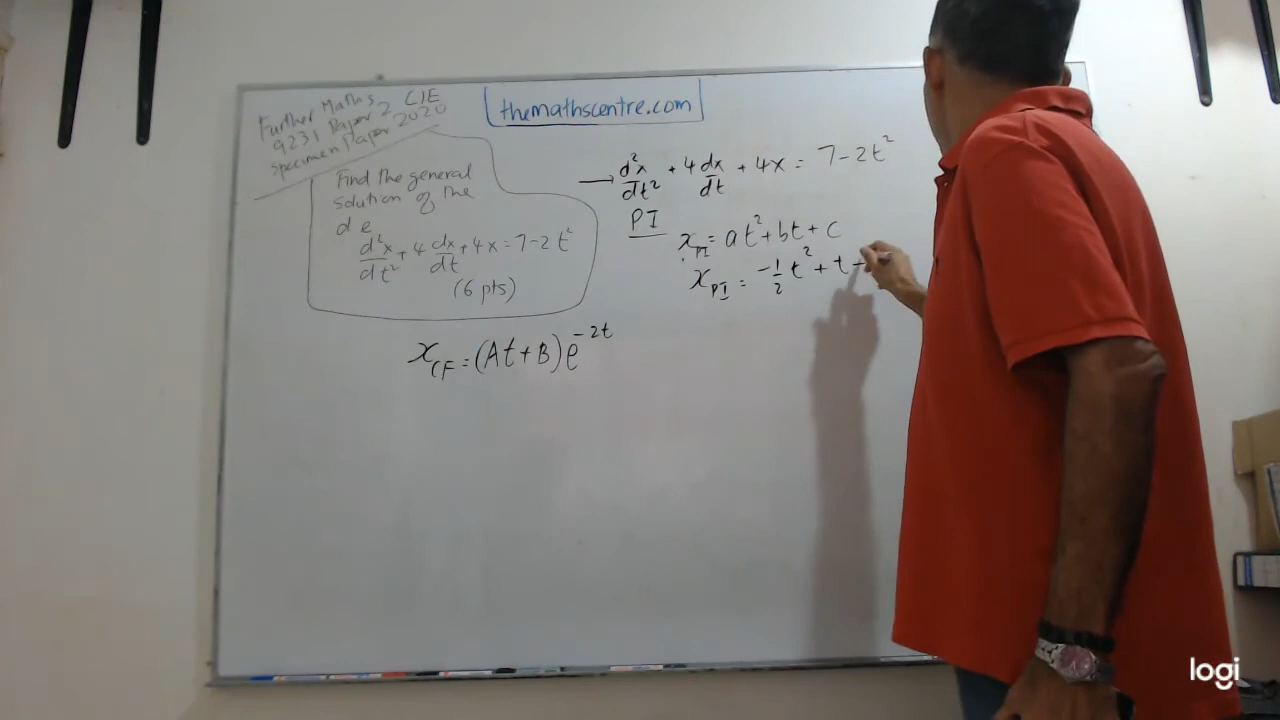 Further Maths CIE
9231 Paper 2
Specimen Paper 2020
themathscentre.com
Find the general
solution of the
d e
d²x/dt² + 4 dx/dt + 4x = 7 - 2t²
(6 pts)
→ d²x/dt² + 4 dx/dt + 4x = 7 - 2t²
PI
x_PI = at² + bt + c
x_PI = -1/2 t² + t +
x_CF = (At + B)e^-2t
logi